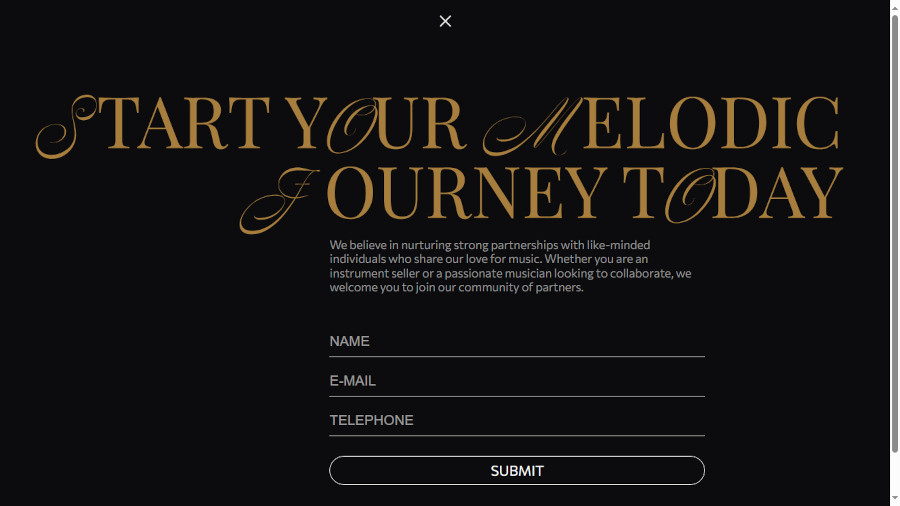 START YOUR MELODIC
JOURNEY TODAY
We believe in nurturing strong partnerships with like-minded
individuals who share our love for music. Whether you are an
instrument seller or a passionate musician looking to collaborate, we
welcome you to join our community of partners.
NAME
E-MAIL
TELEPHONE
SUBMIT